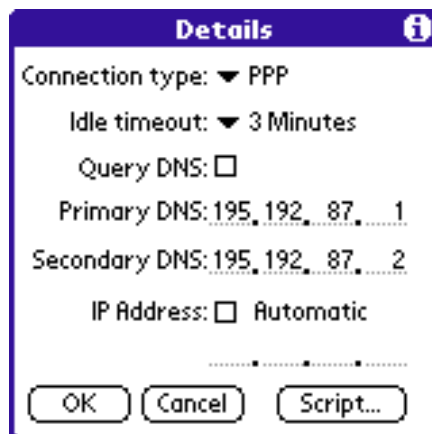 Details
Connection type: PPP
Idle timeout: 3 Minutes
Query DNS:
Primary DNS: 195. 192. 87. 1
Secondary DNS: 195. 192. 87. 2
IP Address: Automatic
OK Cancel Script...